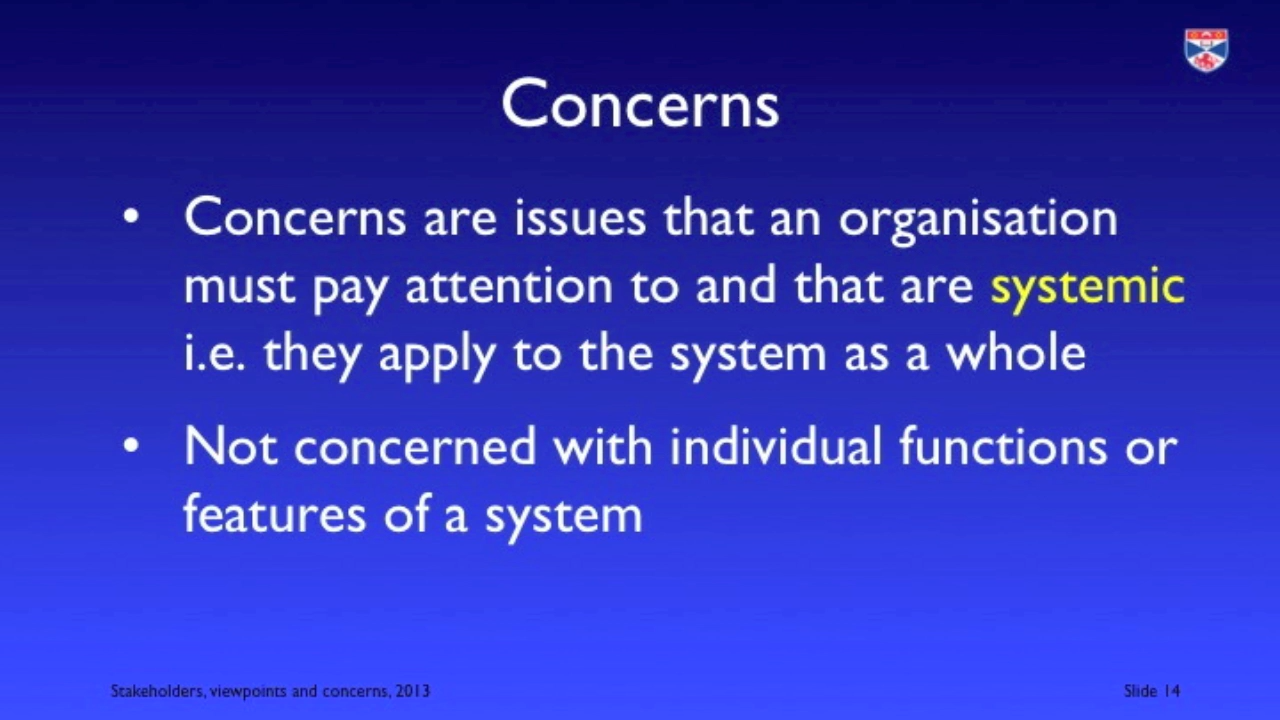 Concerns
• Concerns are issues that an organisation
must pay attention to and that are systemic
i.e. they apply to the system as a whole
• Not concerned with individual functions or
features of a system
Stakeholders, viewpoints and concerns, 2013
Slide 14